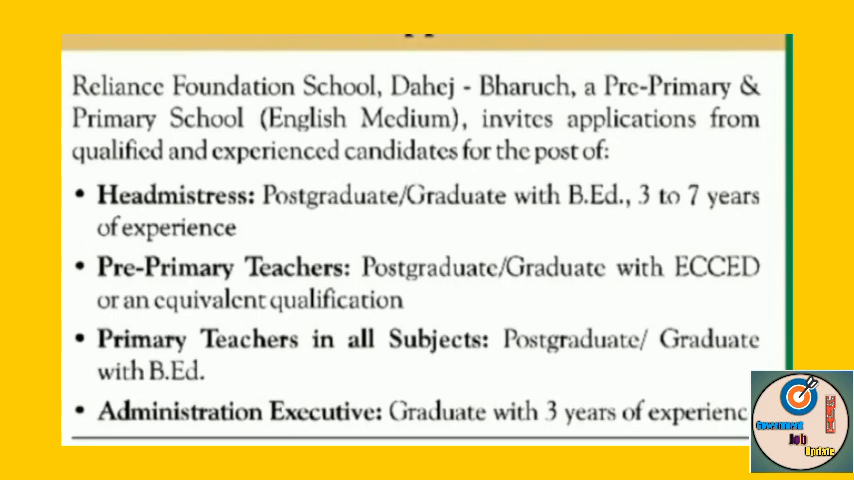 Reliance Foundation School, Dahej - Bharuch, a Pre-Primary &
Primary School (English Medium), invites applications from
qualified and experienced candidates for the post of:
• Headmistress: Postgraduate/Graduate with B.Ed., 3 to 7 years
of experience
• Pre-Primary Teachers: Postgraduate/Graduate with ECCED
or an equivalent qualification
• Primary Teachers in all Subjects: Postgraduate/ Graduate
with B.Ed.
• Administration Executive: Graduate with 3 years of experienc
Government
Job
Update